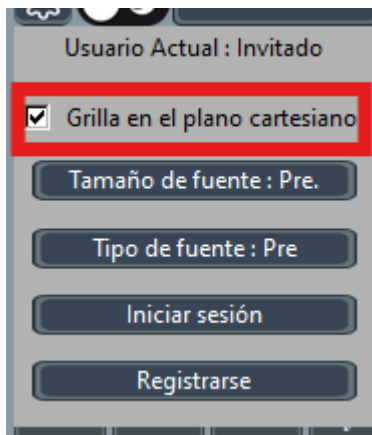 Usuario Actual : Invitado
Grilla en el plano cartesiano
Tamaño de fuente : Pre.
Tipo de fuente : Pre
Iniciar sesión
Registrarse